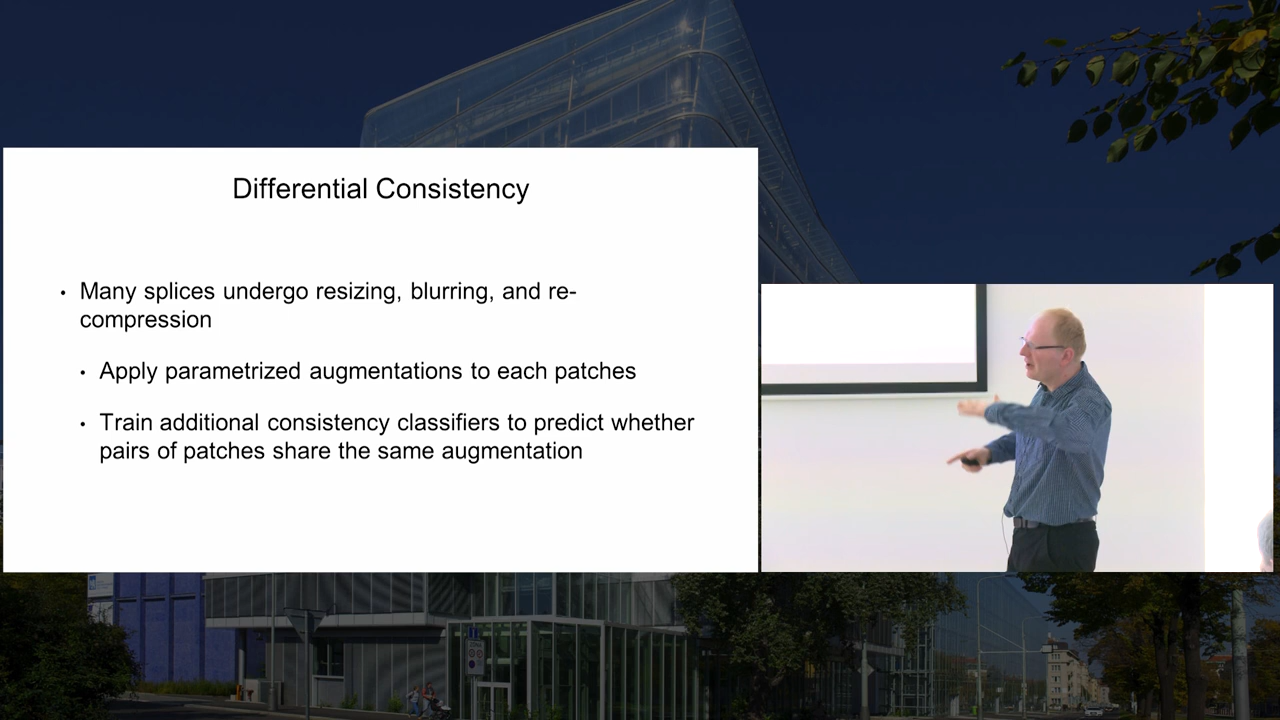 Differential Consistency
• Many splices undergo resizing, blurring, and re-
compression
• Apply parametrized augmentations to each patches
• Train additional consistency classifiers to predict whether
pairs of patches share the same augmentation